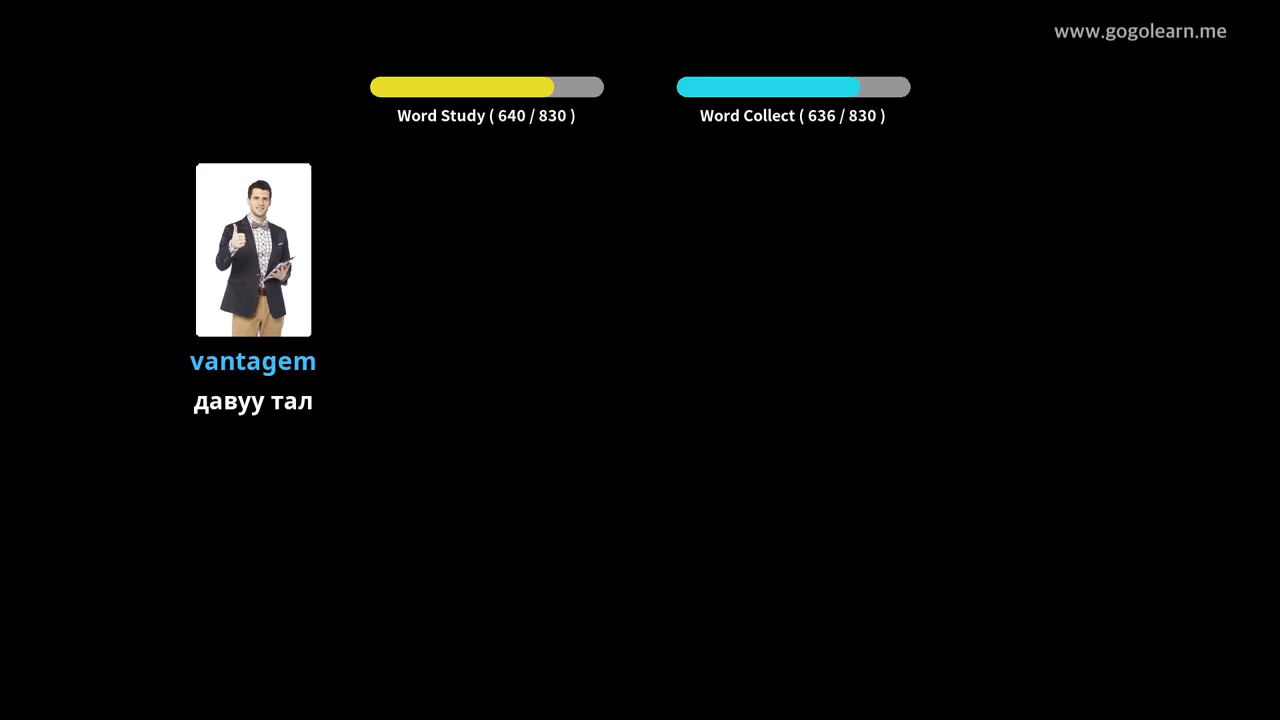 www.gogolearn.me
Word Study ( 640 / 830 )
Word Collect ( 636 / 830 )
vantagem
давуу тал